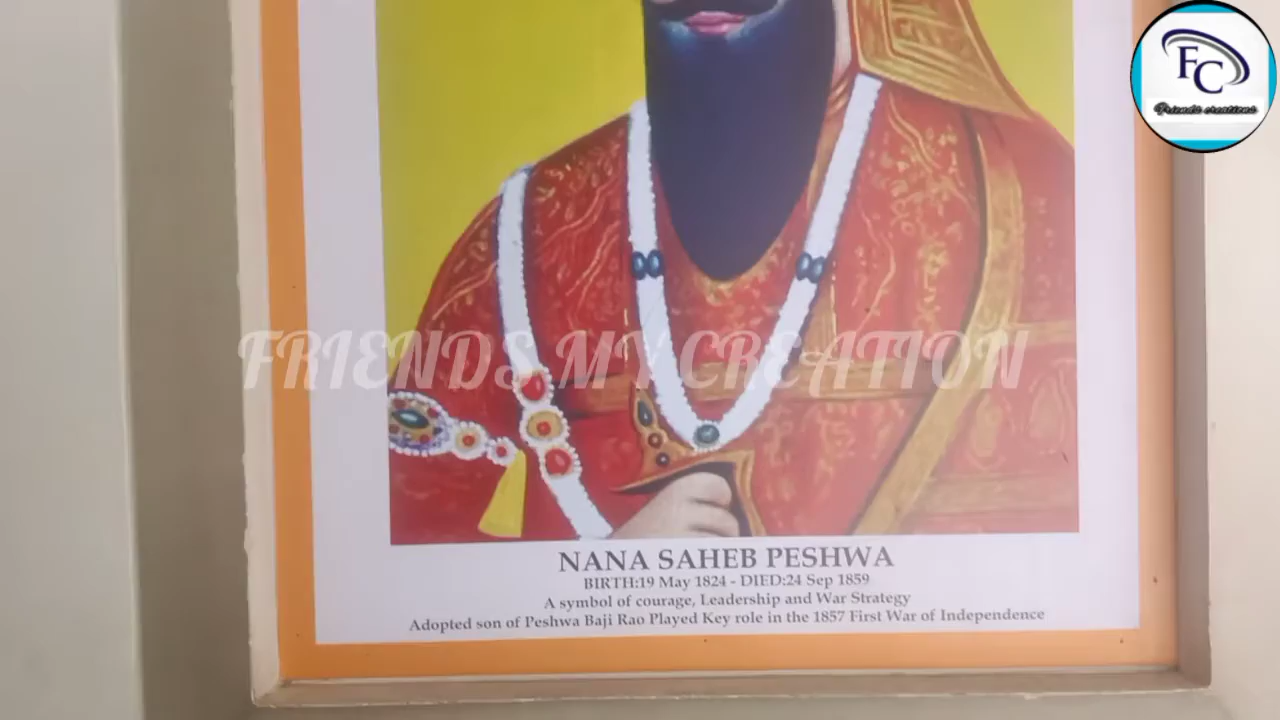 FC
Friends creations
FRIENDS MY CREATION
NANA SAHEB PESHWA
BIRTH:19 May 1824 - DIED:24 Sep 1859
A symbol of courage, Leadership and War Strategy
Adopted son of Peshwa Baji Rao Played Key role in the 1857 First War of Independence